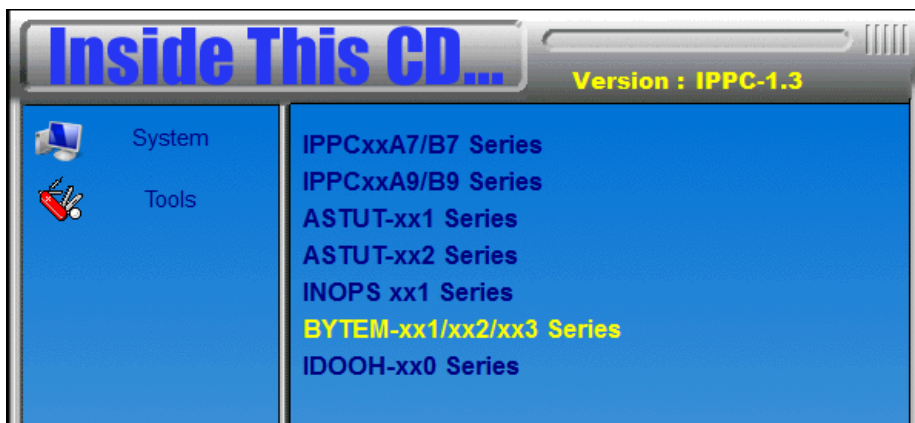 Inside This CD...
Version : IPPC-1.3
System
Tools
IPPCxxA7/B7 Series
IPPCxxA9/B9 Series
ASTUT-xx1 Series
ASTUT-xx2 Series
INOPS xx1 Series
BYTEM-xx1/xx2/xx3 Series
IDOOH-xx0 Series